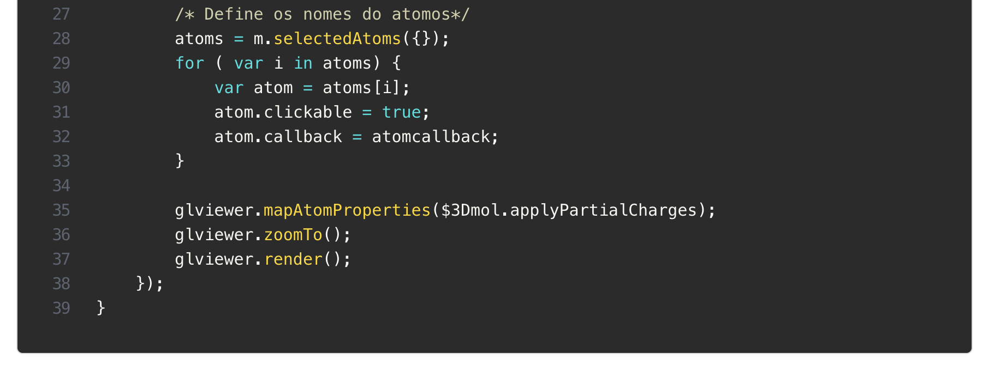 27 /* Define os nomes do atomos*/
28 atoms = m.selectedAtoms({});
29 for ( var i in atoms) {
30 var atom = atoms[i];
31 atom.clickable = true;
32 atom.callback = atomcallback;
33 }
34
35 glviewer.mapAtomProperties($3Dmol.applyPartialCharges);
36 glviewer.zoomTo();
37 glviewer.render();
38 });
39 }